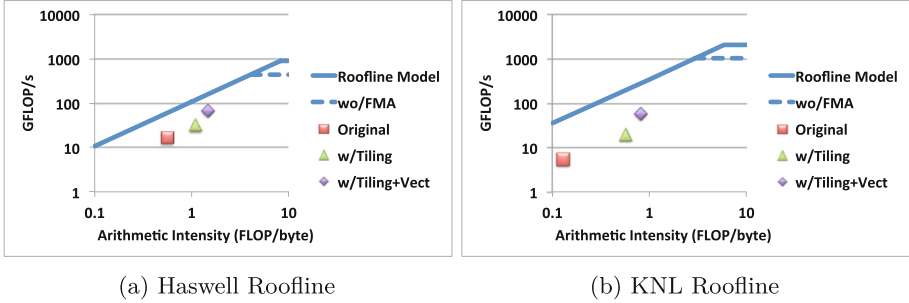 10000
1000
100
10
1
GFLOP/s
0.1 1 10
Arithmetic Intensity (FLOP/byte)
Roofline Model
wo/FMA
Original
w/Tiling
w/Tiling+Vect
(a) Haswell Roofline
10000
1000
100
10
1
GFLOP/s
0.1 1 10
Arithmetic Intensity (FLOP/byte)
Roofline Model
wo/FMA
Original
w/Tiling
w/Tiling+Vect
(b) KNL Roofline